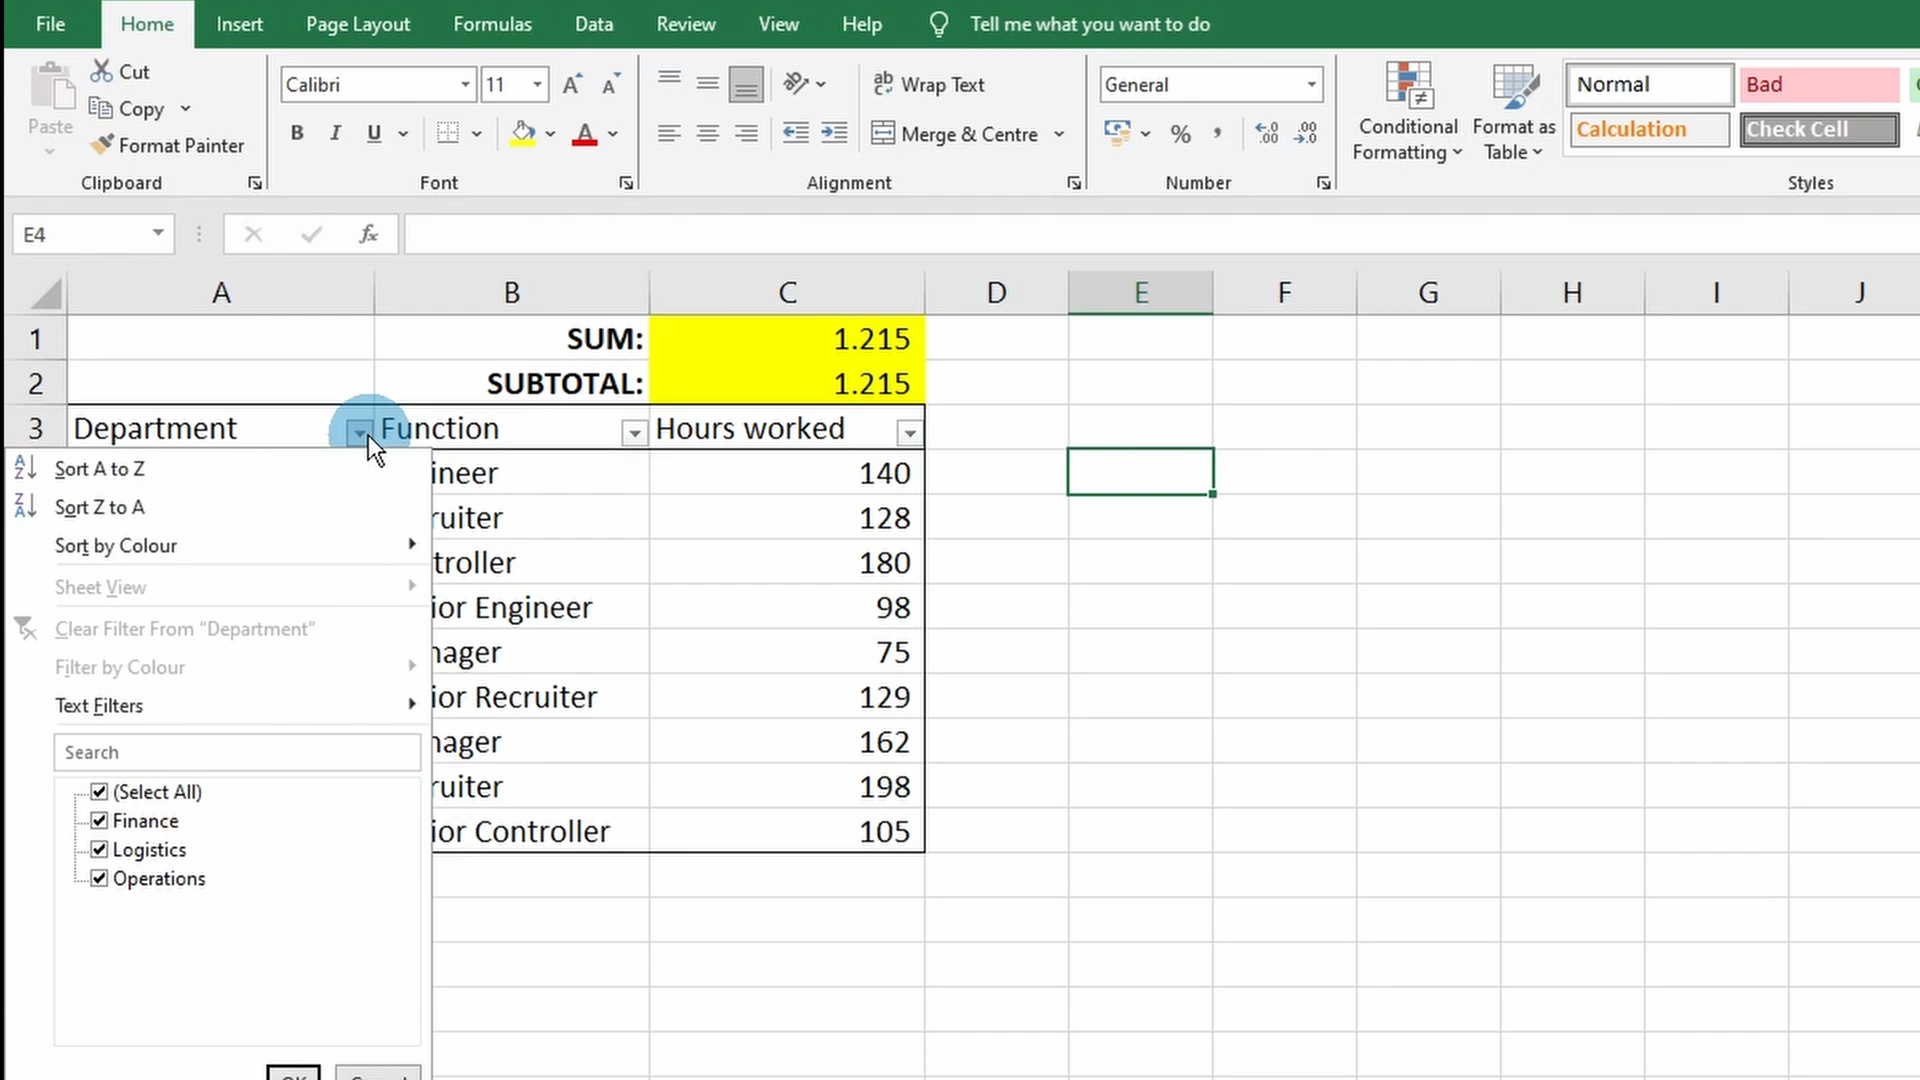 File Home Insert Page Layout Formulas Data Review View Help Tell me what you want to do
Cut
Copy
Paste
Format Painter
Clipboard
Calibri 11
B I U
Font
Wrap Text
Merge & Centre
Alignment
General
Number
Conditional Formatting
Format as Table
Normal Bad
Calculation Check Cell
Styles
E4 fx
A B C D E F G H I J
1 SUM: 1.215
2 SUBTOTAL: 1.215
3 Department Function Hours worked
Sort A to Z
Sort Z to A
Sort by Colour
Sheet View
Clear Filter From "Department"
Filter by Colour
Text Filters
Search
(Select All)
Finance
Logistics
Operations
ineer 140
ruiter 128
troller 180
ior Engineer 98
nager 75
ior Recruiter 129
nager 162
ruiter 198
ior Controller 105